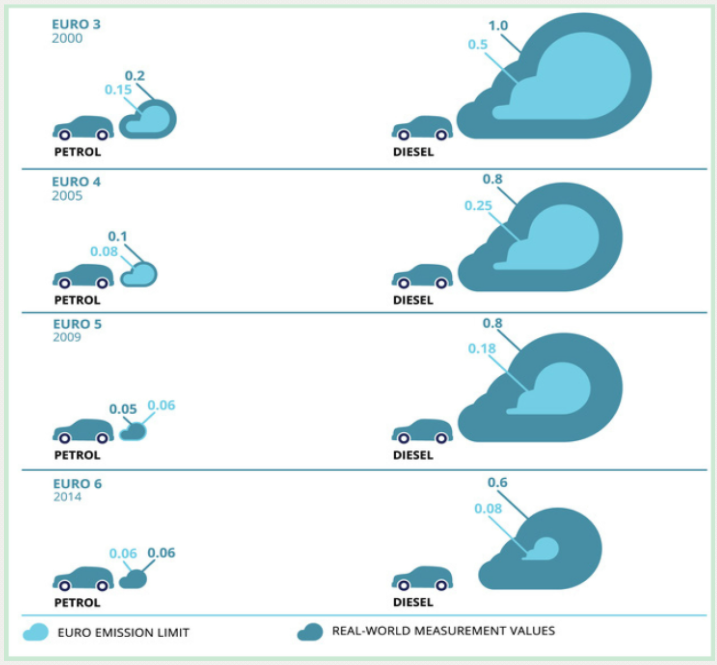 EURO 3
2000
0.2
0.15
PETROL
1.0
0.5
DIESEL
EURO 4
2005
0.1
0.08
PETROL
0.8
0.25
DIESEL
EURO 5
2009
0.05 0.06
PETROL
0.8
0.18
DIESEL
EURO 6
2014
0.06 0.06
PETROL
0.6
0.08
DIESEL
EURO EMISSION LIMIT
REAL-WORLD MEASUREMENT VALUES